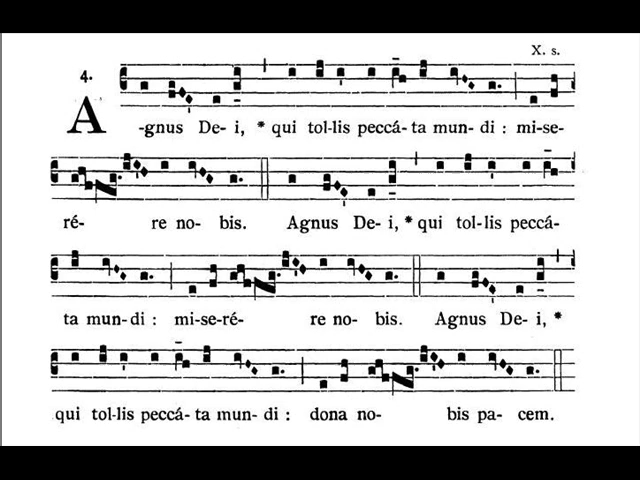 X. s.
4.
A-gnus De- i, * qui tol-lis peccá-ta mun- di : mi-se-
ré- re no- bis. Agnus De- i, * qui tol-lis peccá-
ta mun- di : mi-se-ré- re no- bis. Agnus De- i, *
qui tol-lis peccá-ta mun- di : dona no- bis pa- cem.